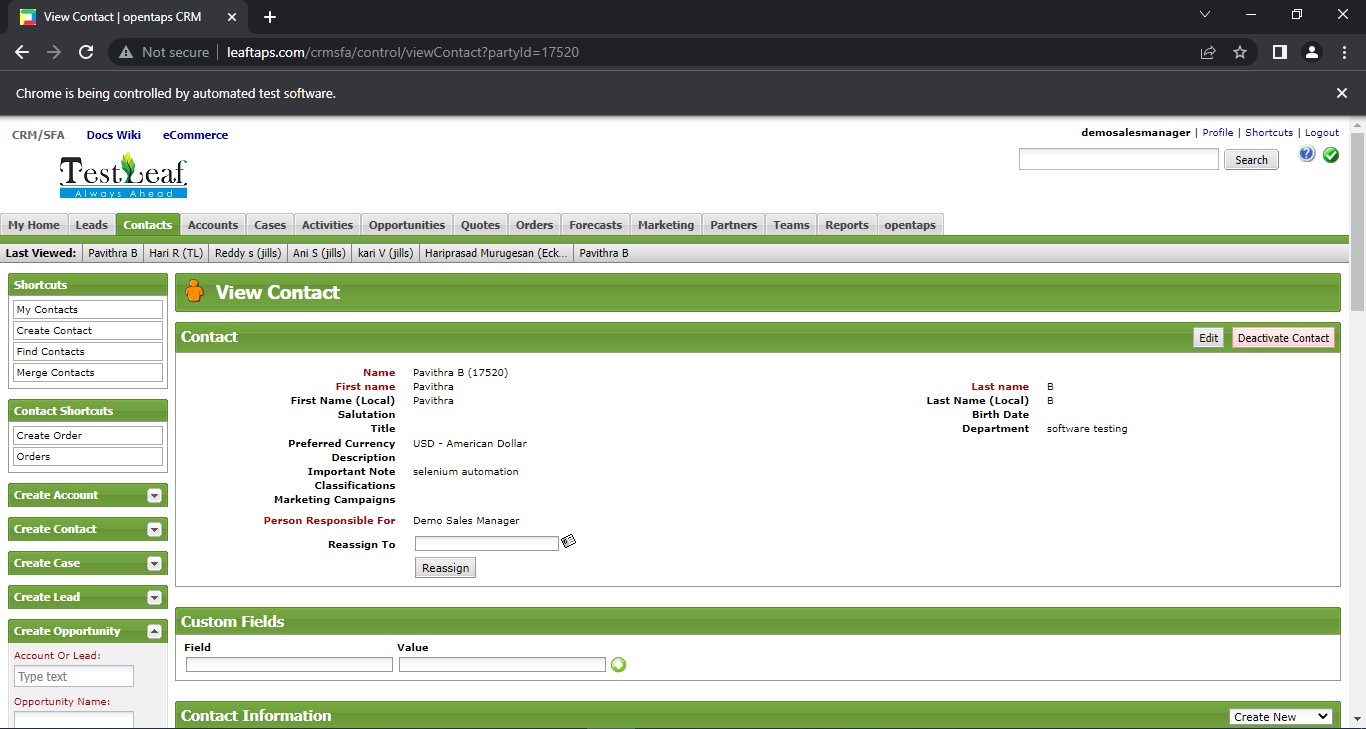 View Contact | opentaps CRM
Not secure | leaftaps.com/crmsfa/control/viewContact?partyId=17520
Chrome is being controlled by automated test software.
CRM/SFA Docs Wiki eCommerce
demosalesmanager | Profile | Shortcuts | Logout
TestLeaf
Always Ahead
Search
My Home Leads Contacts Accounts Cases Activities Opportunities Quotes Orders Forecasts Marketing Partners Teams Reports opentaps
Last Viewed: Pavithra B Hari R (TL) Reddy s (jills) Ani S (jills) kari V (jills) Hariprasad Murugesan (Eck... Pavithra B
Shortcuts
My Contacts
Create Contact
Find Contacts
Merge Contacts
Contact Shortcuts
Create Order
Orders
Create Account
Create Contact
Create Case
Create Lead
Create Opportunity
Account Or Lead:
Type text
Opportunity Name:
View Contact
Contact
Edit Deactivate Contact
Name Pavithra B (17520)
First name Pavithra Last name B
First Name (Local) Pavithra Last Name (Local) B
Salutation Birth Date
Title Department software testing
Preferred Currency USD - American Dollar
Description
Important Note selenium automation
Classifications
Marketing Campaigns
Person Responsible For Demo Sales Manager
Reassign To
Reassign
Custom Fields
Field Value
Contact Information
Create New